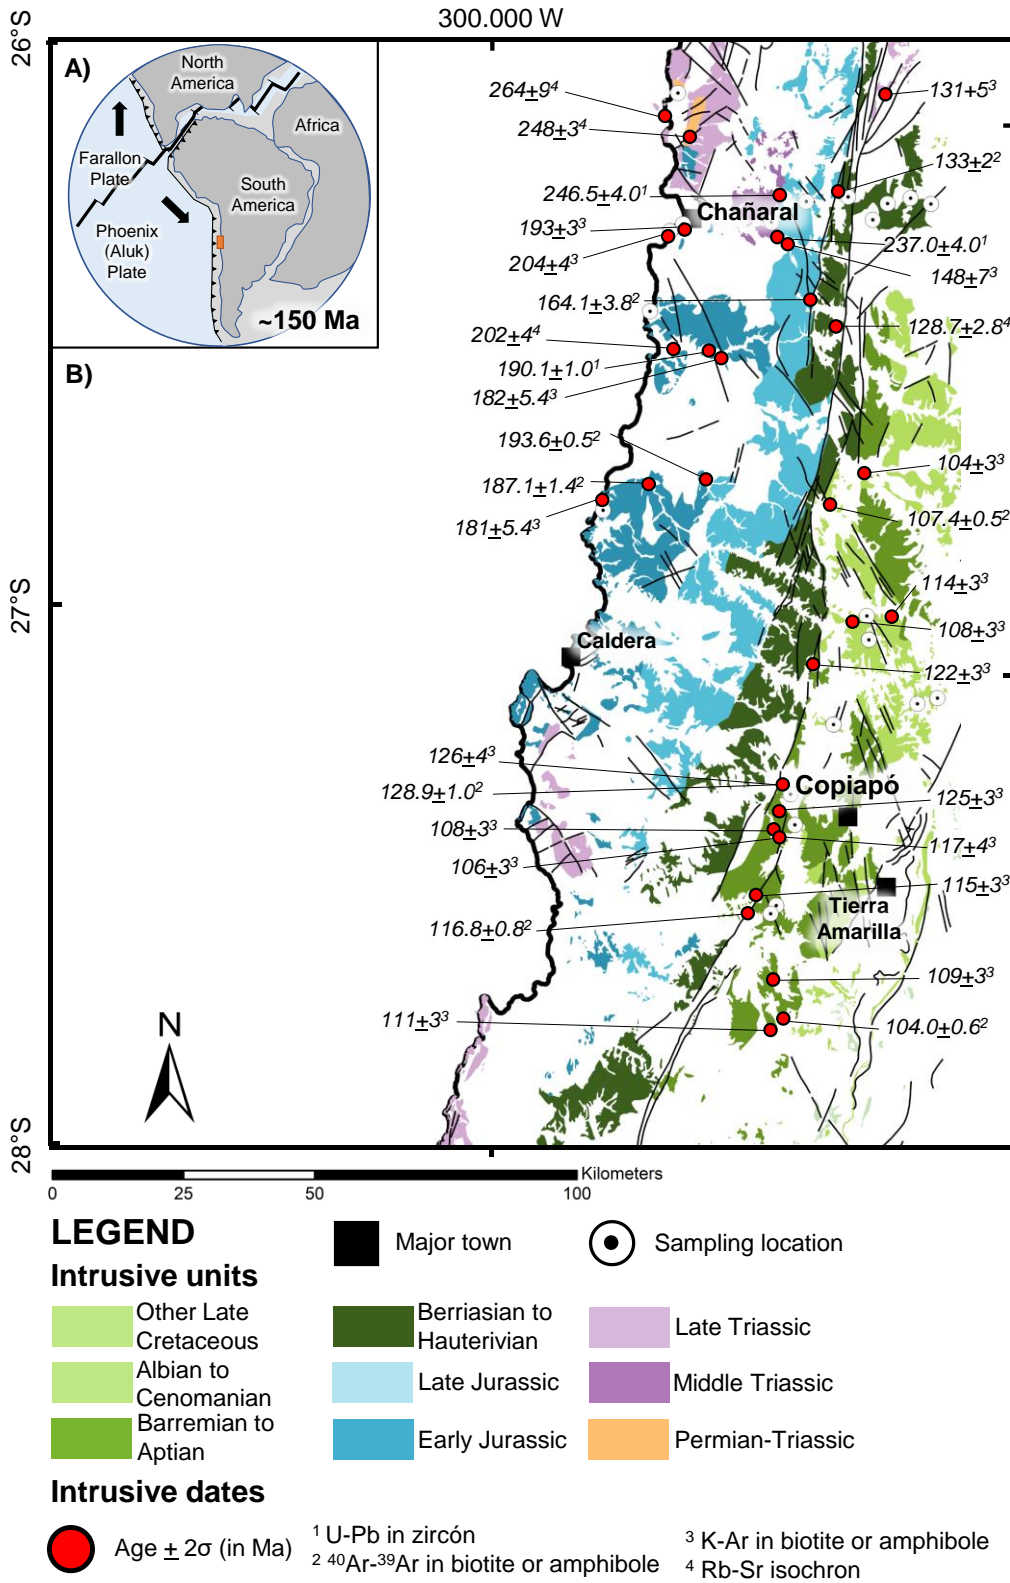 300.000 W
26°S
27°S
28°S
A)
North
America
Africa
Farallon
Plate
South
America
Phoenix
(Aluk)
Plate
~150 Ma
B)
264±9⁴
248±3⁴
246.5±4.0¹
Chañaral
193±3³
204±4³
164.1±3.8²
202±4⁴
190.1±1.0¹
182±5.4³
193.6±0.5²
187.1±1.4²
181±5.4³
Caldera
126±4³
128.9±1.0²
108±3³
106±3³
116.8±0.8²
111±3³
131+5³
133±2²
237.0±4.0¹
148±7³
128.7±2.8⁴
104±3³
107.4±0.5²
114±3³
108±3³
122±3³
Copiapó
125±3³
117±4³
115±3³
Tierra
Amarilla
109±3³
104.0±0.6²
N
Kilometers
0 25 50 100
LEGEND
Major town
Sampling location
Intrusive units
Other Late
Cretaceous
Albian to
Cenomanian
Barremian to
Aptian
Berriasian to
Hauterivian
Late Jurassic
Early Jurassic
Late Triassic
Middle Triassic
Permian-Triassic
Intrusive dates
Age ± 2σ (in Ma)
¹ U-Pb in zircón
² ⁴⁰Ar-³⁹Ar in biotite or amphibole
³ K-Ar in biotite or amphibole
⁴ Rb-Sr isochron